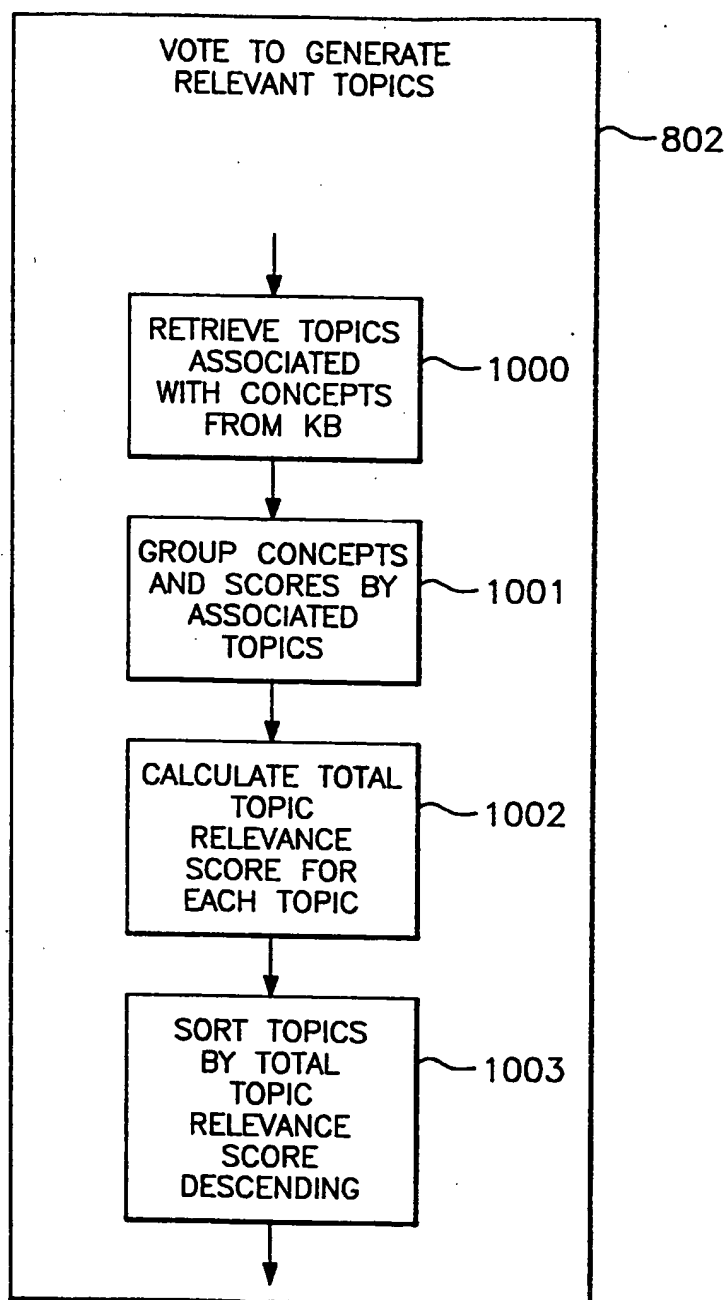 VOTE TO GENERATE
RELEVANT TOPICS
802
RETRIEVE TOPICS
ASSOCIATED
WITH CONCEPTS
FROM KB
1000
GROUP CONCEPTS
AND SCORES BY
ASSOCIATED
TOPICS
1001
CALCULATE TOTAL
TOPIC
RELEVANCE
SCORE FOR
EACH TOPIC
1002
SORT TOPICS
BY TOTAL
TOPIC
RELEVANCE
SCORE
DESCENDING
1003